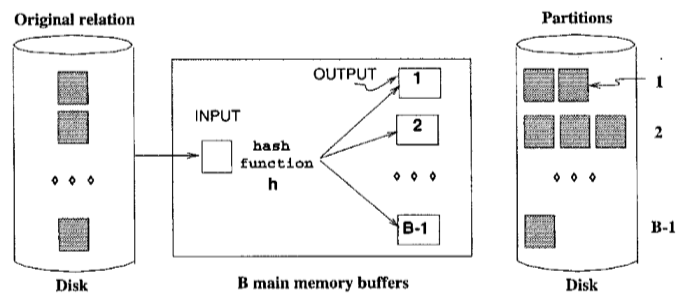 Original relation
Partitions
OUTPUT
1
1
INPUT
2
2
hash
function
h
B-1
B-1
Disk
B main memory buffers
Disk